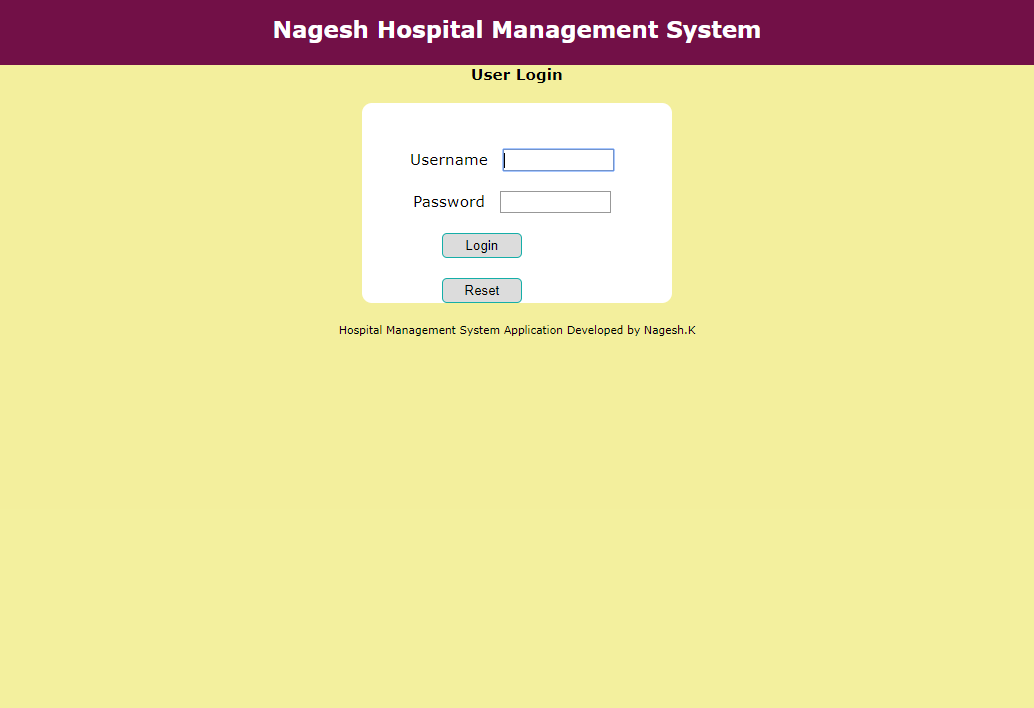 Nagesh Hospital Management System
User Login
Username
Password
Login
Reset
Hospital Management System Application Developed by Nagesh.K